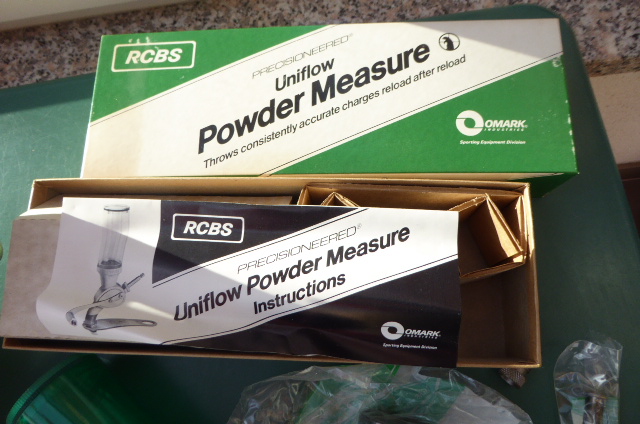 RCBS
PRECISIONEERED®
Uniflow
Powder Measure
Throws consistently accurate charges reload after reload
OMARK
INDUSTRIES
Sporting Equipment Division
RCBS
PRECISIONEERED®
Uniflow Powder Measure
Instructions
OMARK
INDUSTRIES
Sporting Equipment Division